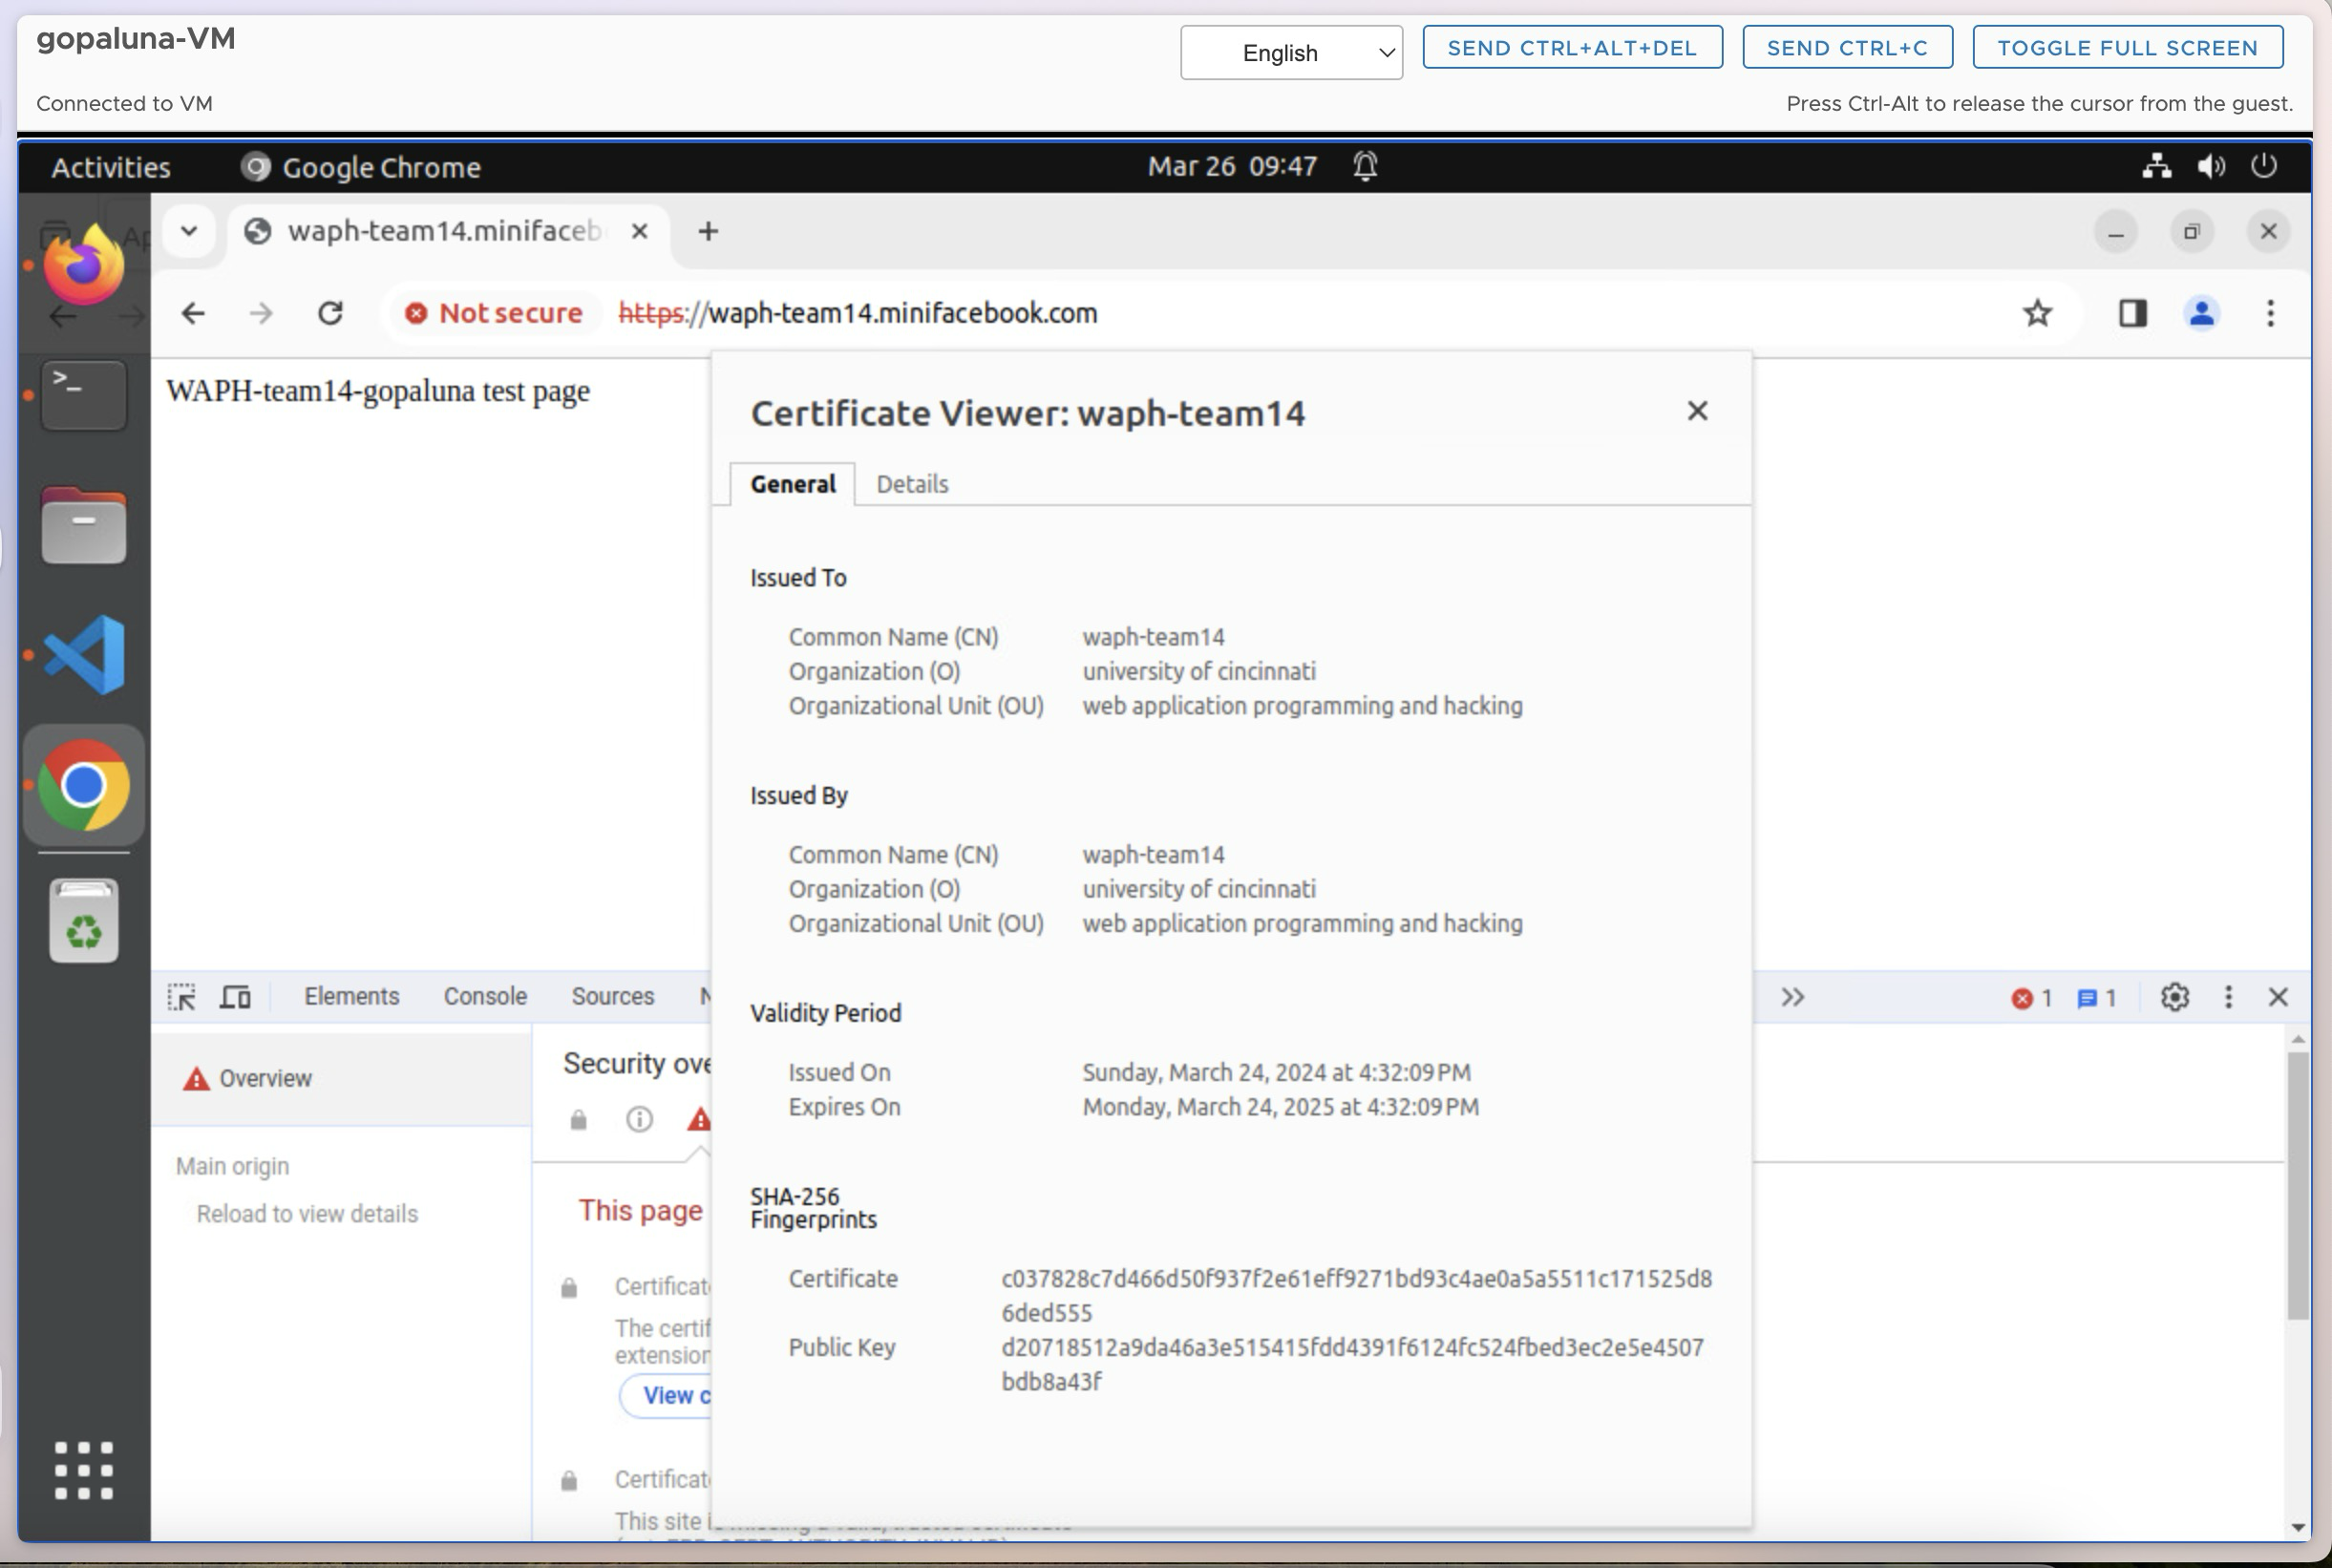 gopaluna-VM
English
SEND CTRL+ALT+DEL
SEND CTRL+C
TOGGLE FULL SCREEN
Connected to VM
Press Ctrl-Alt to release the cursor from the guest.
Activities
Google Chrome
Mar 26 09:47
waph-team14.minifaceb
Not secure
https://waph-team14.minifacebook.com
WAPH-team14-gopaluna test page
Certificate Viewer: waph-team14
General
Details
Issued To
Common Name (CN) waph-team14
Organization (O) university of cincinnati
Organizational Unit (OU) web application programming and hacking
Issued By
Common Name (CN) waph-team14
Organization (O) university of cincinnati
Organizational Unit (OU) web application programming and hacking
Validity Period
Issued On Sunday, March 24, 2024 at 4:32:09 PM
Expires On Monday, March 24, 2025 at 4:32:09 PM
SHA-256
Fingerprints
Certificate c037828c7d466d50f937f2e61eff9271bd93c4ae0a5a5511c171525d8
6ded555
Public Key d20718512a9da46a3e515415fdd4391f6124fc524fbed3ec2e5e4507
bdb8a43f
Elements
Console
Sources
1
1
Overview
Main origin
Reload to view details
Security ove
This page
Certificat
The certif
extension
View c
Certificat
This site